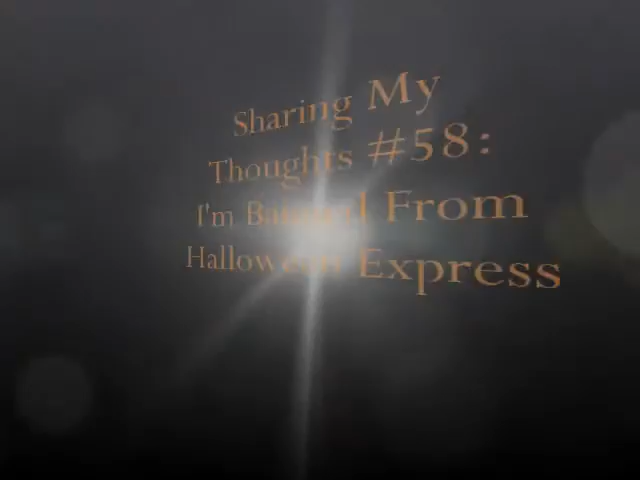 Sharing My
Thoughts #58:
I'm Banned From
Halloween Express